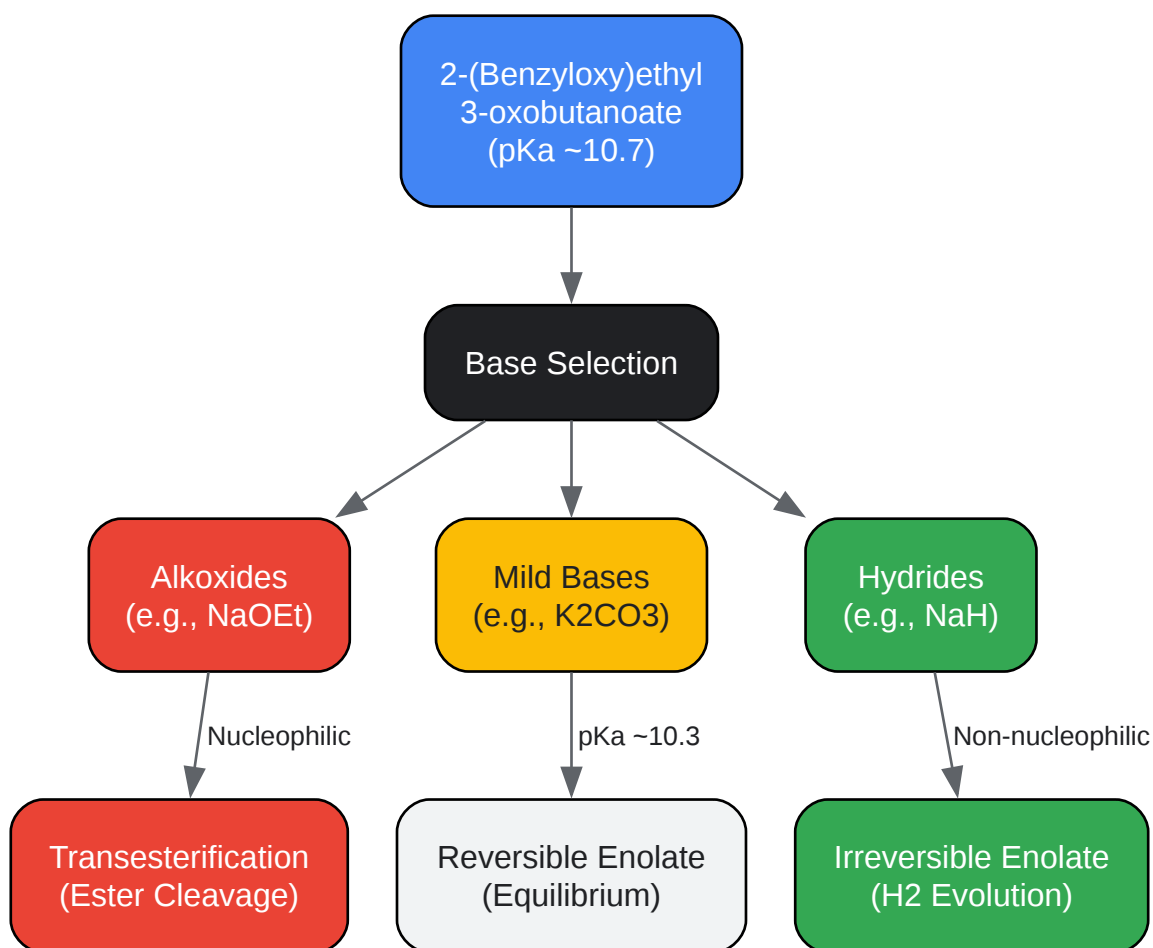 2-(Benzyloxy)ethyl
3-oxobutanoate
(pKa ~10.7)
Base Selection
Alkoxides
(e.g., NaOEt)
Mild Bases
(e.g., K2CO3)
Hydrides
(e.g., NaH)
Nucleophilic
pKa ~10.3
Non-nucleophilic
Transesterification
(Ester Cleavage)
Reversible Enolate
(Equilibrium)
Irreversible Enolate
(H2 Evolution)